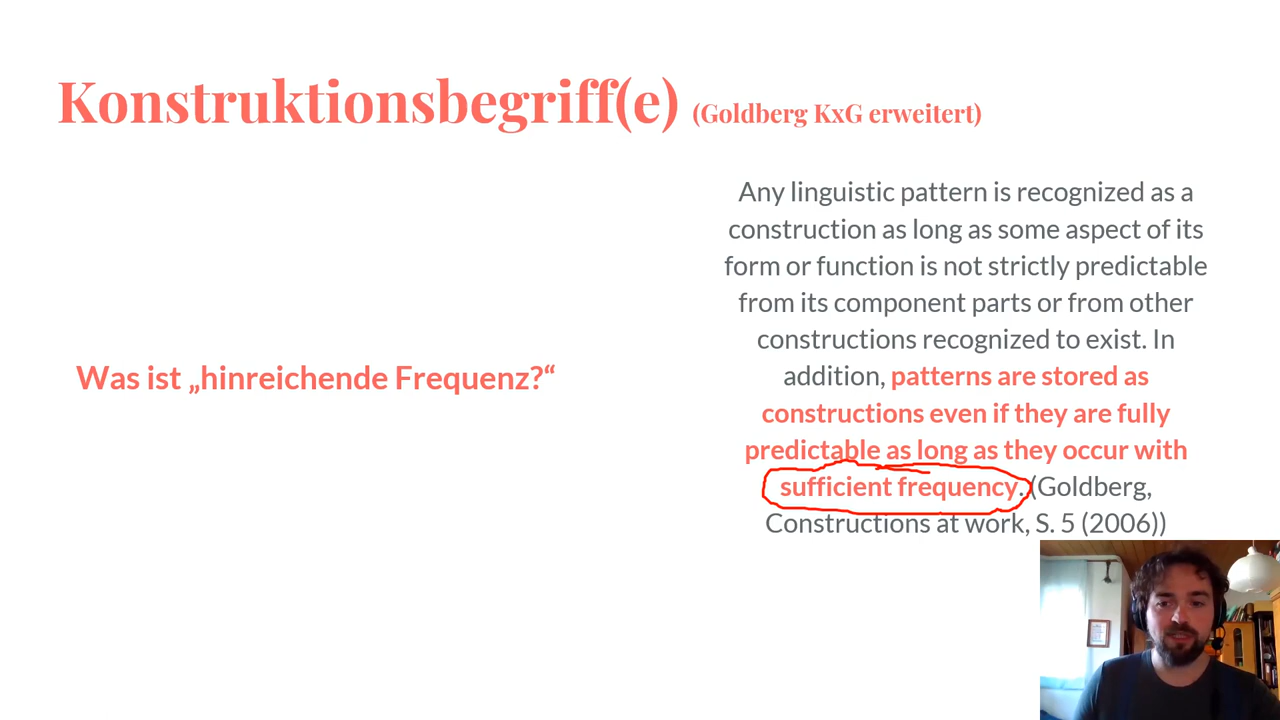 Konstruktionsbegriff(e) (Goldberg KxG erweitert)
Was ist „hinreichende Frequenz?“
Any linguistic pattern is recognized as a
construction as long as some aspect of its
form or function is not strictly predictable
from its component parts or from other
constructions recognized to exist. In
addition, patterns are stored as
constructions even if they are fully
predictable as long as they occur with
sufficient frequency. (Goldberg,
Constructions at work, S. 5 (2006))